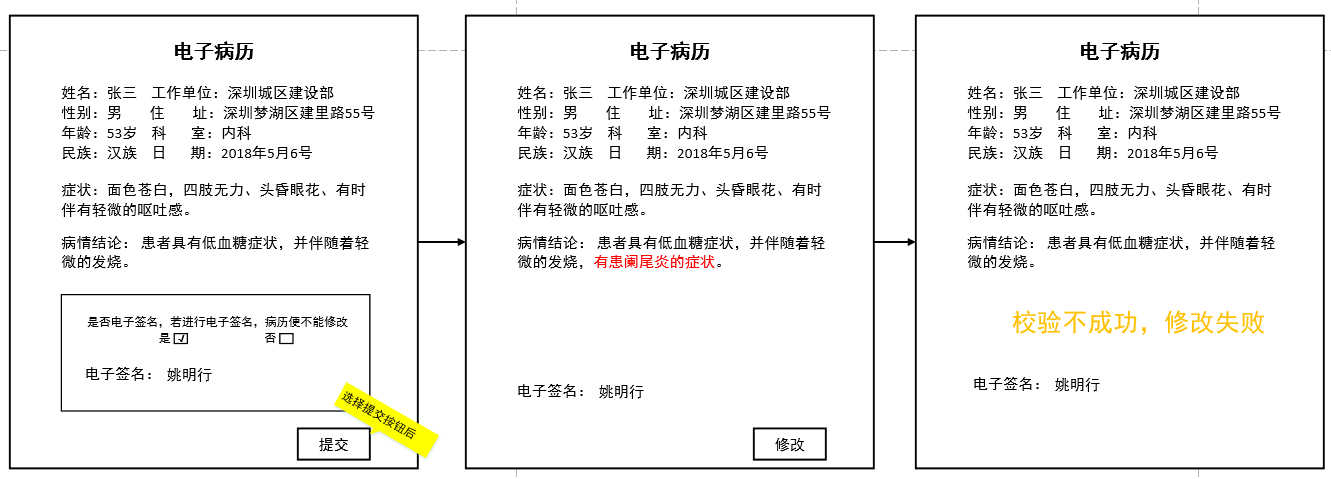 电子病历
姓名：张三 工作单位：深圳城区建设部
性别：男 住 址：深圳梦湖区建里路55号
年龄：53岁 科 室：内科
民族：汉族 日 期：2018年5月6号
症状：面色苍白，四肢无力、头昏眼花、有时
伴有轻微的呕吐感。
病情结论： 患者具有低血糖症状，并伴随着轻
微的发烧。
是否电子签名，若进行电子签名，病历便不能修改
是 否
电子签名： 姚明行
选择提交按钮后
提交
电子病历
姓名：张三 工作单位：深圳城区建设部
性别：男 住 址：深圳梦湖区建里路55号
年龄：53岁 科 室：内科
民族：汉族 日 期：2018年5月6号
症状：面色苍白，四肢无力、头昏眼花、有时
伴有轻微的呕吐感。
病情结论： 患者具有低血糖症状，并伴随着轻
微的发烧，有患阑尾炎的症状。
电子签名： 姚明行
修改
电子病历
姓名：张三 工作单位：深圳城区建设部
性别：男 住 址：深圳梦湖区建里路55号
年龄：53岁 科 室：内科
民族：汉族 日 期：2018年5月6号
症状：面色苍白，四肢无力、头昏眼花、有时
伴有轻微的呕吐感。
病情结论： 患者具有低血糖症状，并伴随着轻
微的发烧。
校验不成功，修改失败
电子签名： 姚明行